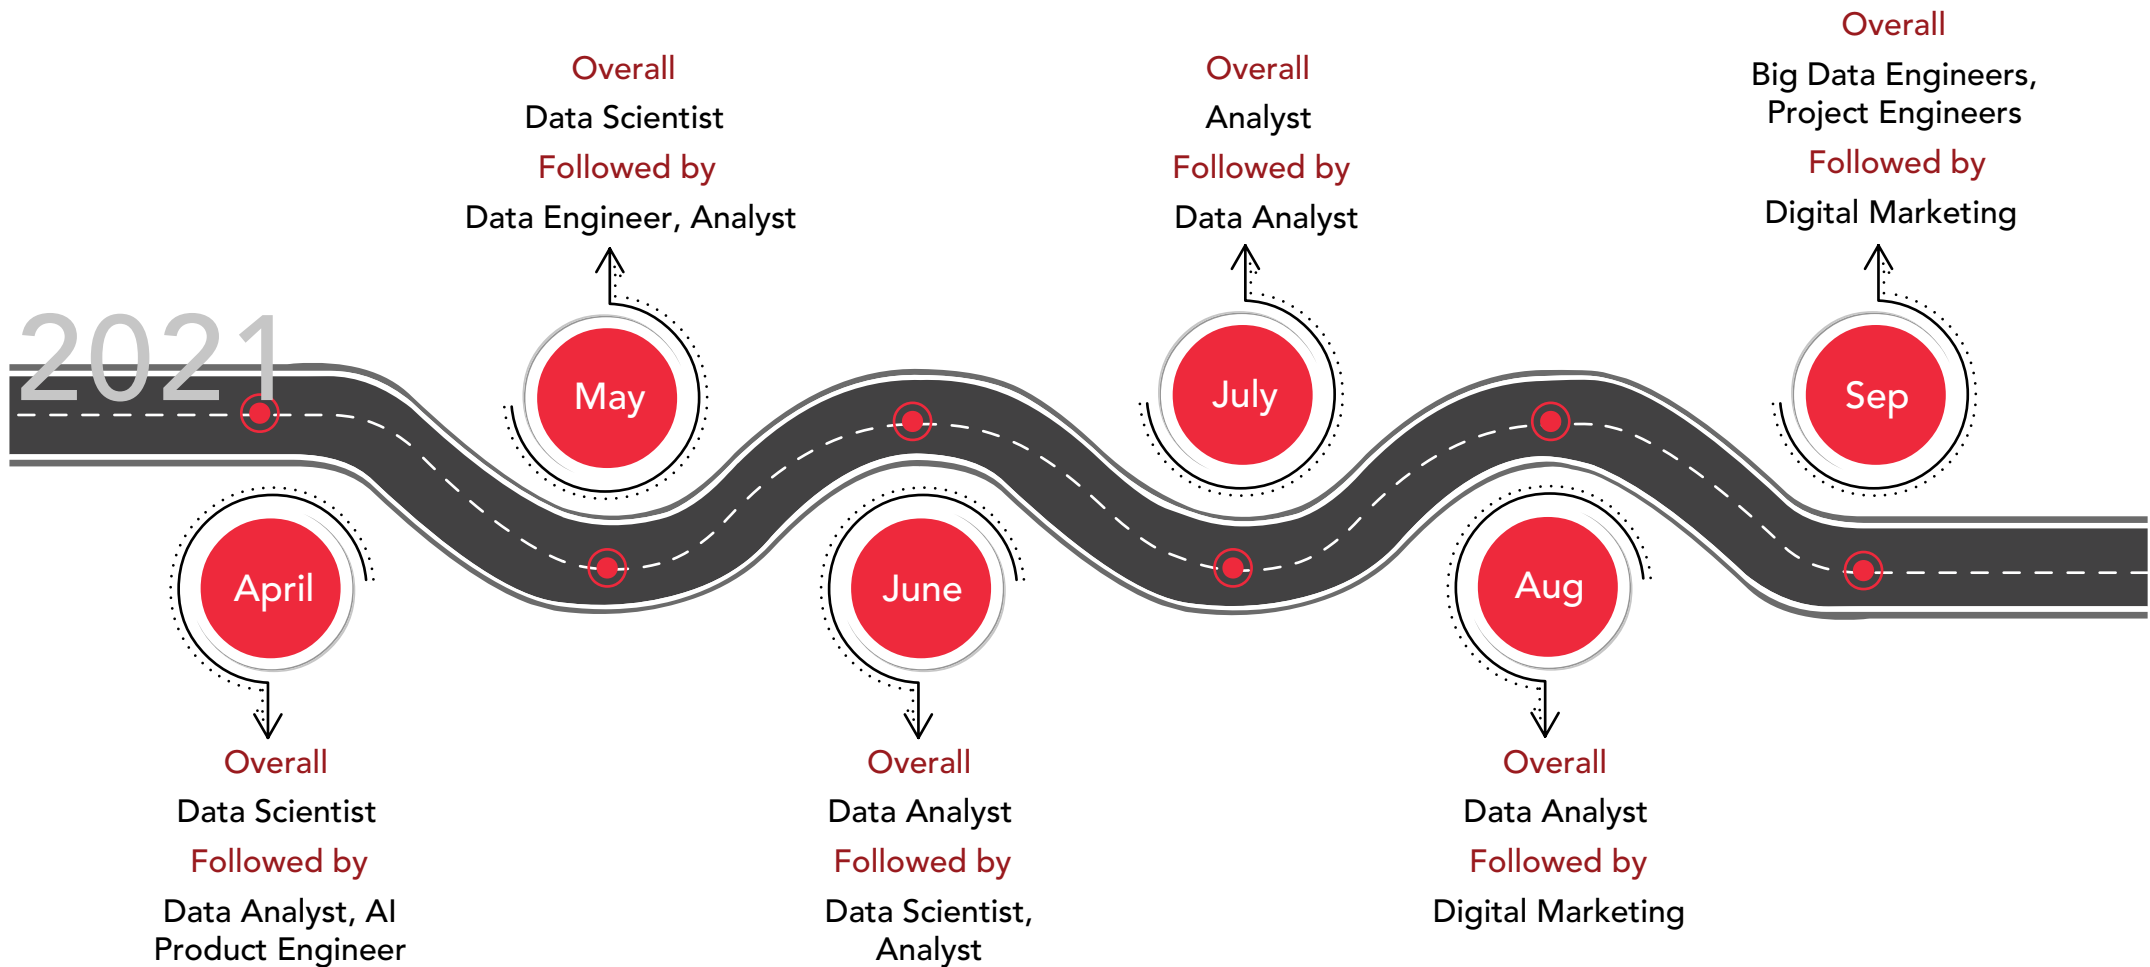 2021
April
Overall
Data Scientist
Followed by
Data Analyst, AI
Product Engineer
Overall
Data Scientist
Followed by
Data Engineer, Analyst
May
June
Overall
Data Analyst
Followed by
Data Scientist,
Analyst
Overall
Analyst
Followed by
Data Analyst
July
Aug
Overall
Data Analyst
Followed by
Digital Marketing
Overall
Big Data Engineers,
Project Engineers
Followed by
Digital Marketing
Sep